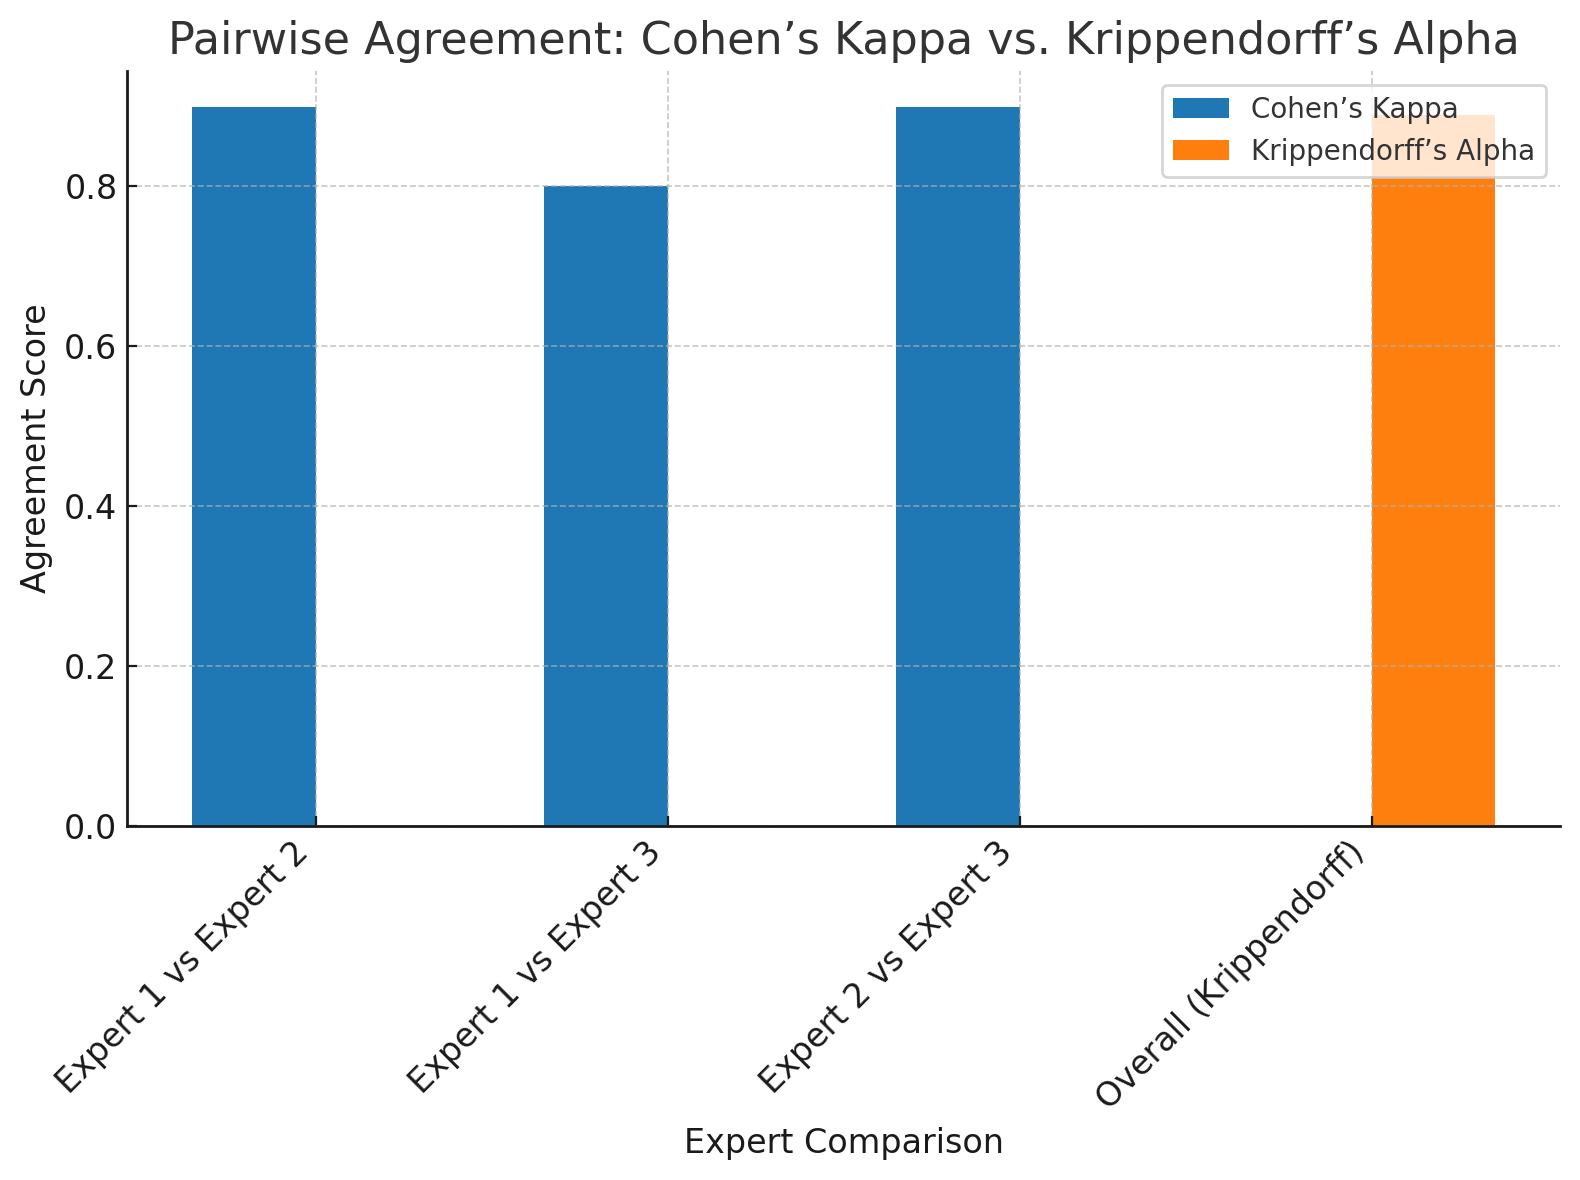 Pairwise Agreement: Cohen’s Kappa vs. Krippendorff’s Alpha
Cohen’s Kappa
Krippendorff’s Alpha
Agreement Score
0.8
0.6
0.4
0.2
0.0
Expert 1 vs Expert 2
Expert 1 vs Expert 3
Expert 2 vs Expert 3
Overall (Krippendorff)
Expert Comparison